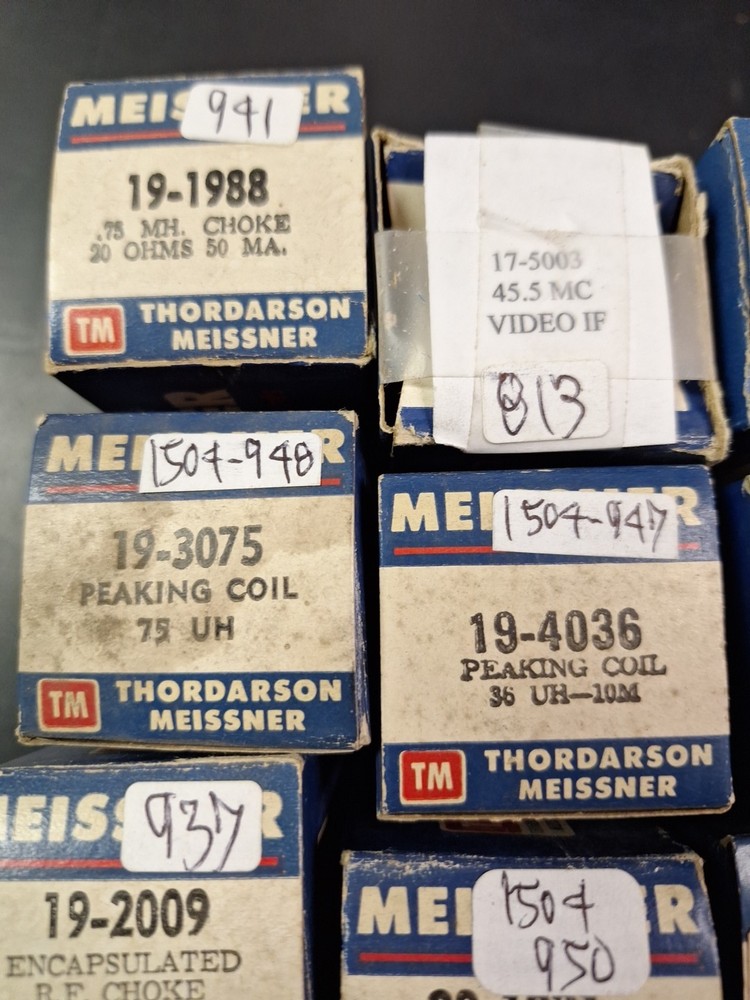 MEISSNER
941
19-1988
.75 MH. CHOKE
20 OHMS 50 MA.
TM THORDARSON
MEISSNER
17-5003
45.5 MC
VIDEO IF
813
1504-948
19-3075
PEAKING COIL
75 UH
TM THORDARSON
MEISSNER
1504-947
19-4036
PEAKING COIL
36 UH—10M
TM THORDARSON
MEISSNER
937
19-2009
ENCAPSULATED
R.F. CHOKE
1504
950